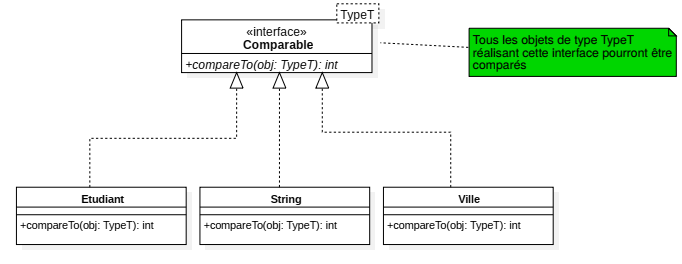 TypeT
«interface»
Comparable
+compareTo(obj: TypeT): int
Tous les objets de type TypeT
réalisant cette interface pourront être
comparés
Etudiant
+compareTo(obj: TypeT): int
String
+compareTo(obj: TypeT): int
Ville
+compareTo(obj: TypeT): int